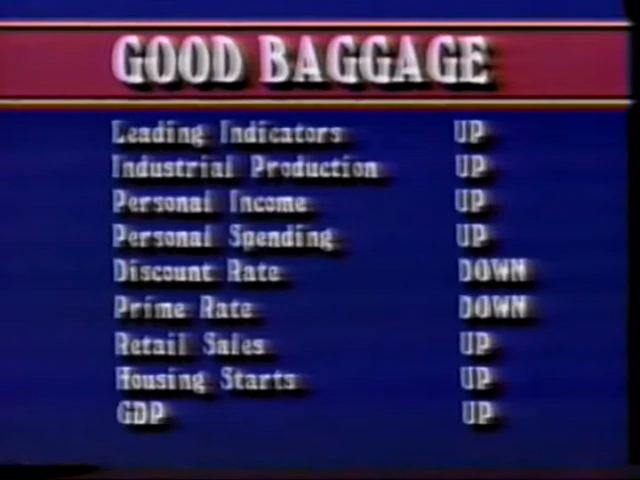 GOOD BAGGAGE
Leading Indicators UP
Industrial Production UP
Personal Income UP
Personal Spending UP
Discount Rate DOWN
Prime Rate DOWN
Retail Sales UP
Housing Starts UP
GDP UP